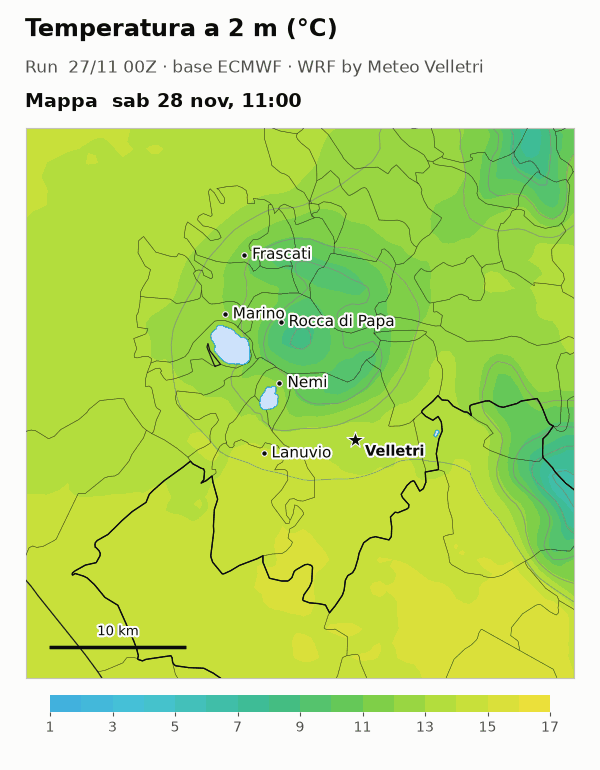 Temperatura a 2 m (°C)
Run  27/11 00Z · base ECMWF · WRF by Meteo Velletri
Mappa  sab 28 nov, 11:00
Frascati
Marino
Rocca di Papa
Nemi
Velletri
Lanuvio
10 km
1 3 5 7 9 11 13 15 17